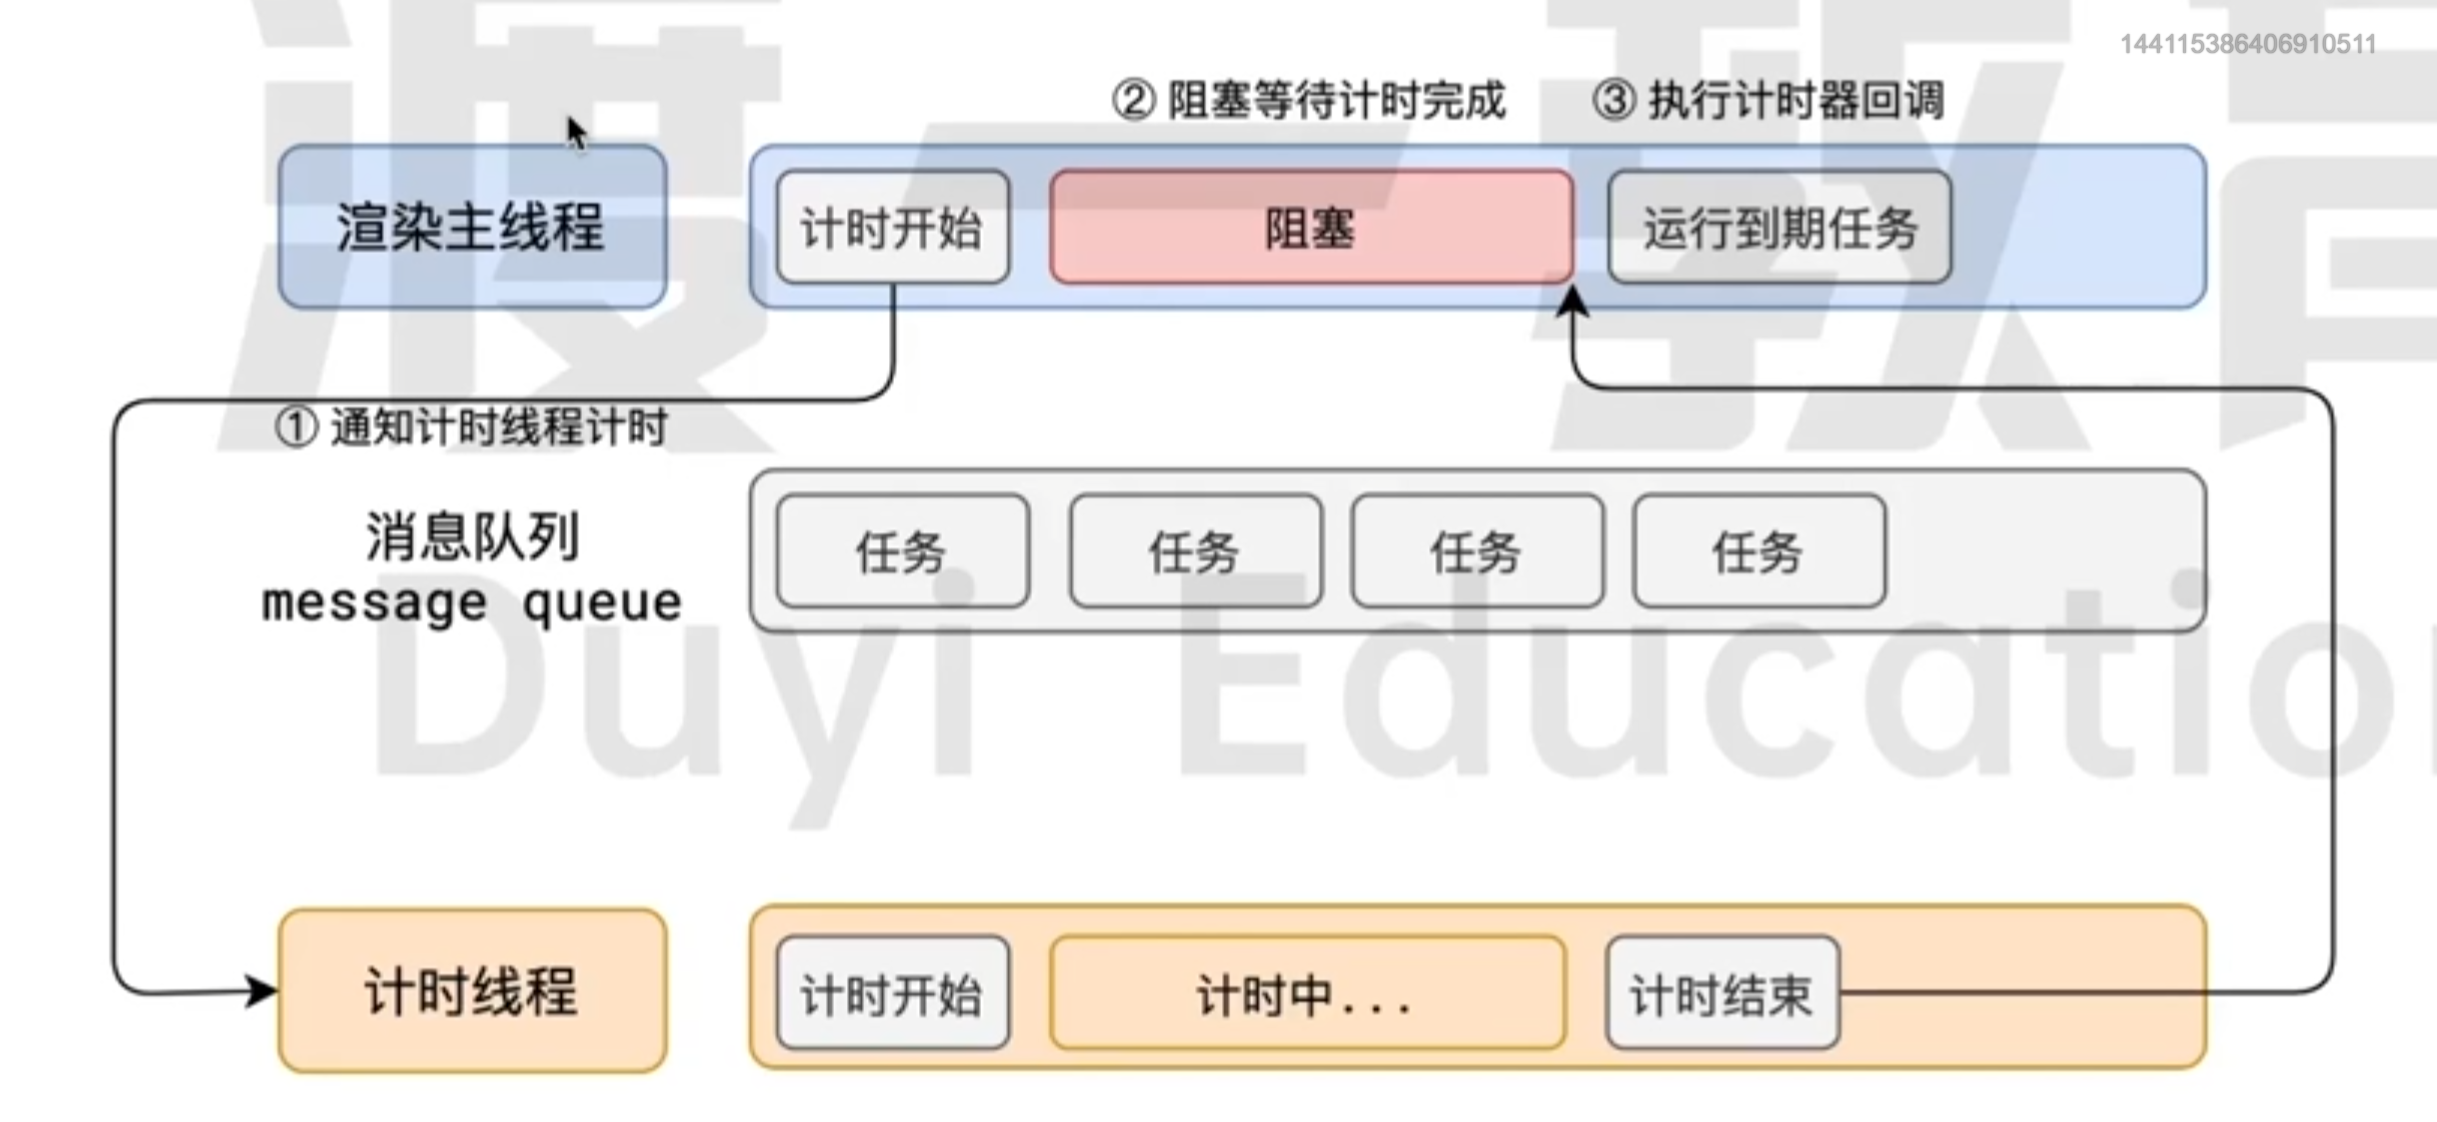 144115386406910511
② 阻塞等待计时完成
③ 执行计时器回调
渲染主线程
计时开始
阻塞
运行到期任务
① 通知计时线程计时
消息队列
message queue
任务
任务
任务
任务
Duyi Education
计时线程
计时开始
计时中...
计时结束